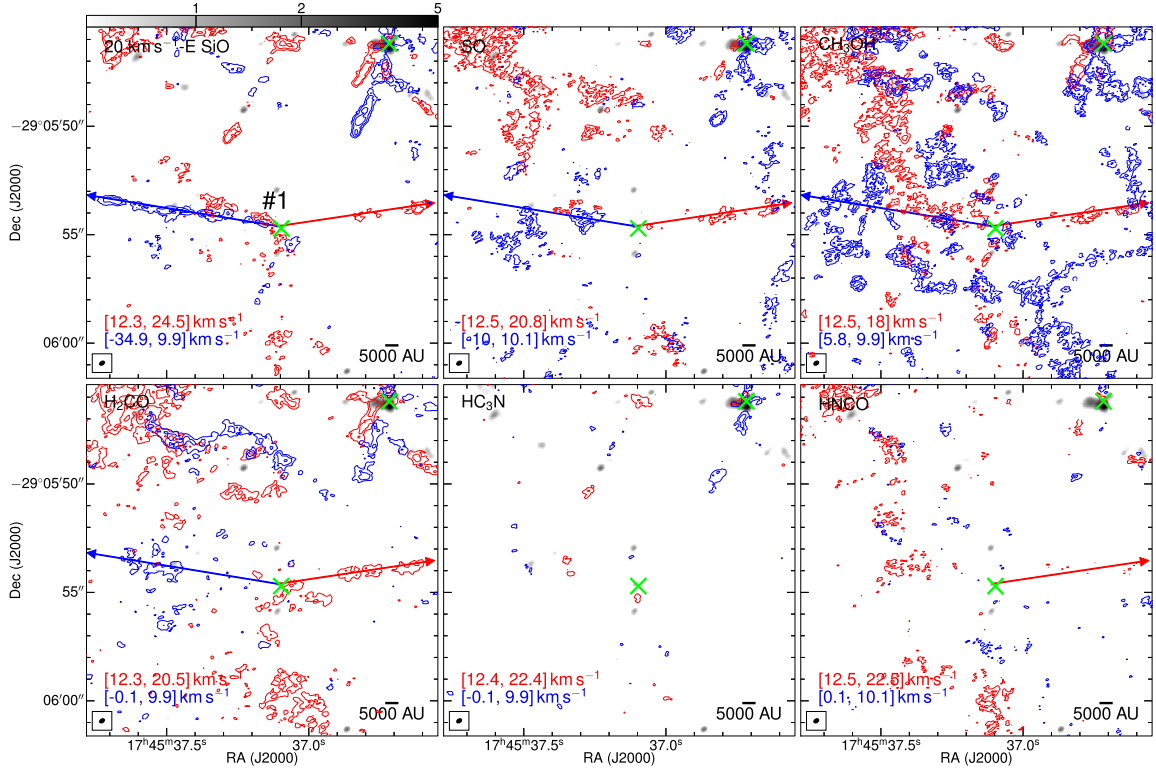 1 2 5
20 km s⁻¹-E SiO
#1
[12.3, 24.5] km s⁻¹
[-34.9, 9.9] km s⁻¹
5000 AU
SO
[12.5, 20.8] km s⁻¹
[-10, 10.1] km s⁻¹
5000 AU
CH₃OH
[12.5, 18] km s⁻¹
[5.8, 9.9] km s⁻¹
5000 AU
−29°05′50″
55″
06′00″
Dec (J2000)
H₂CO
[12.3, 20.5] km s⁻¹
[-0.1, 9.9] km s⁻¹
5000 AU
HC₃N
[12.4, 22.4] km s⁻¹
[-0.1, 9.9] km s⁻¹
5000 AU
HNCO
[12.5, 22.3] km s⁻¹
[0.1, 10.1] km s⁻¹
5000 AU
−29°05′50″
55″
06′00″
Dec (J2000)
17ʰ45ᵐ37.5ˢ 37.0ˢ
RA (J2000)
17ʰ45ᵐ37.5ˢ 37.0ˢ
RA (J2000)
17ʰ45ᵐ37.5ˢ 37.0ˢ
RA (J2000)